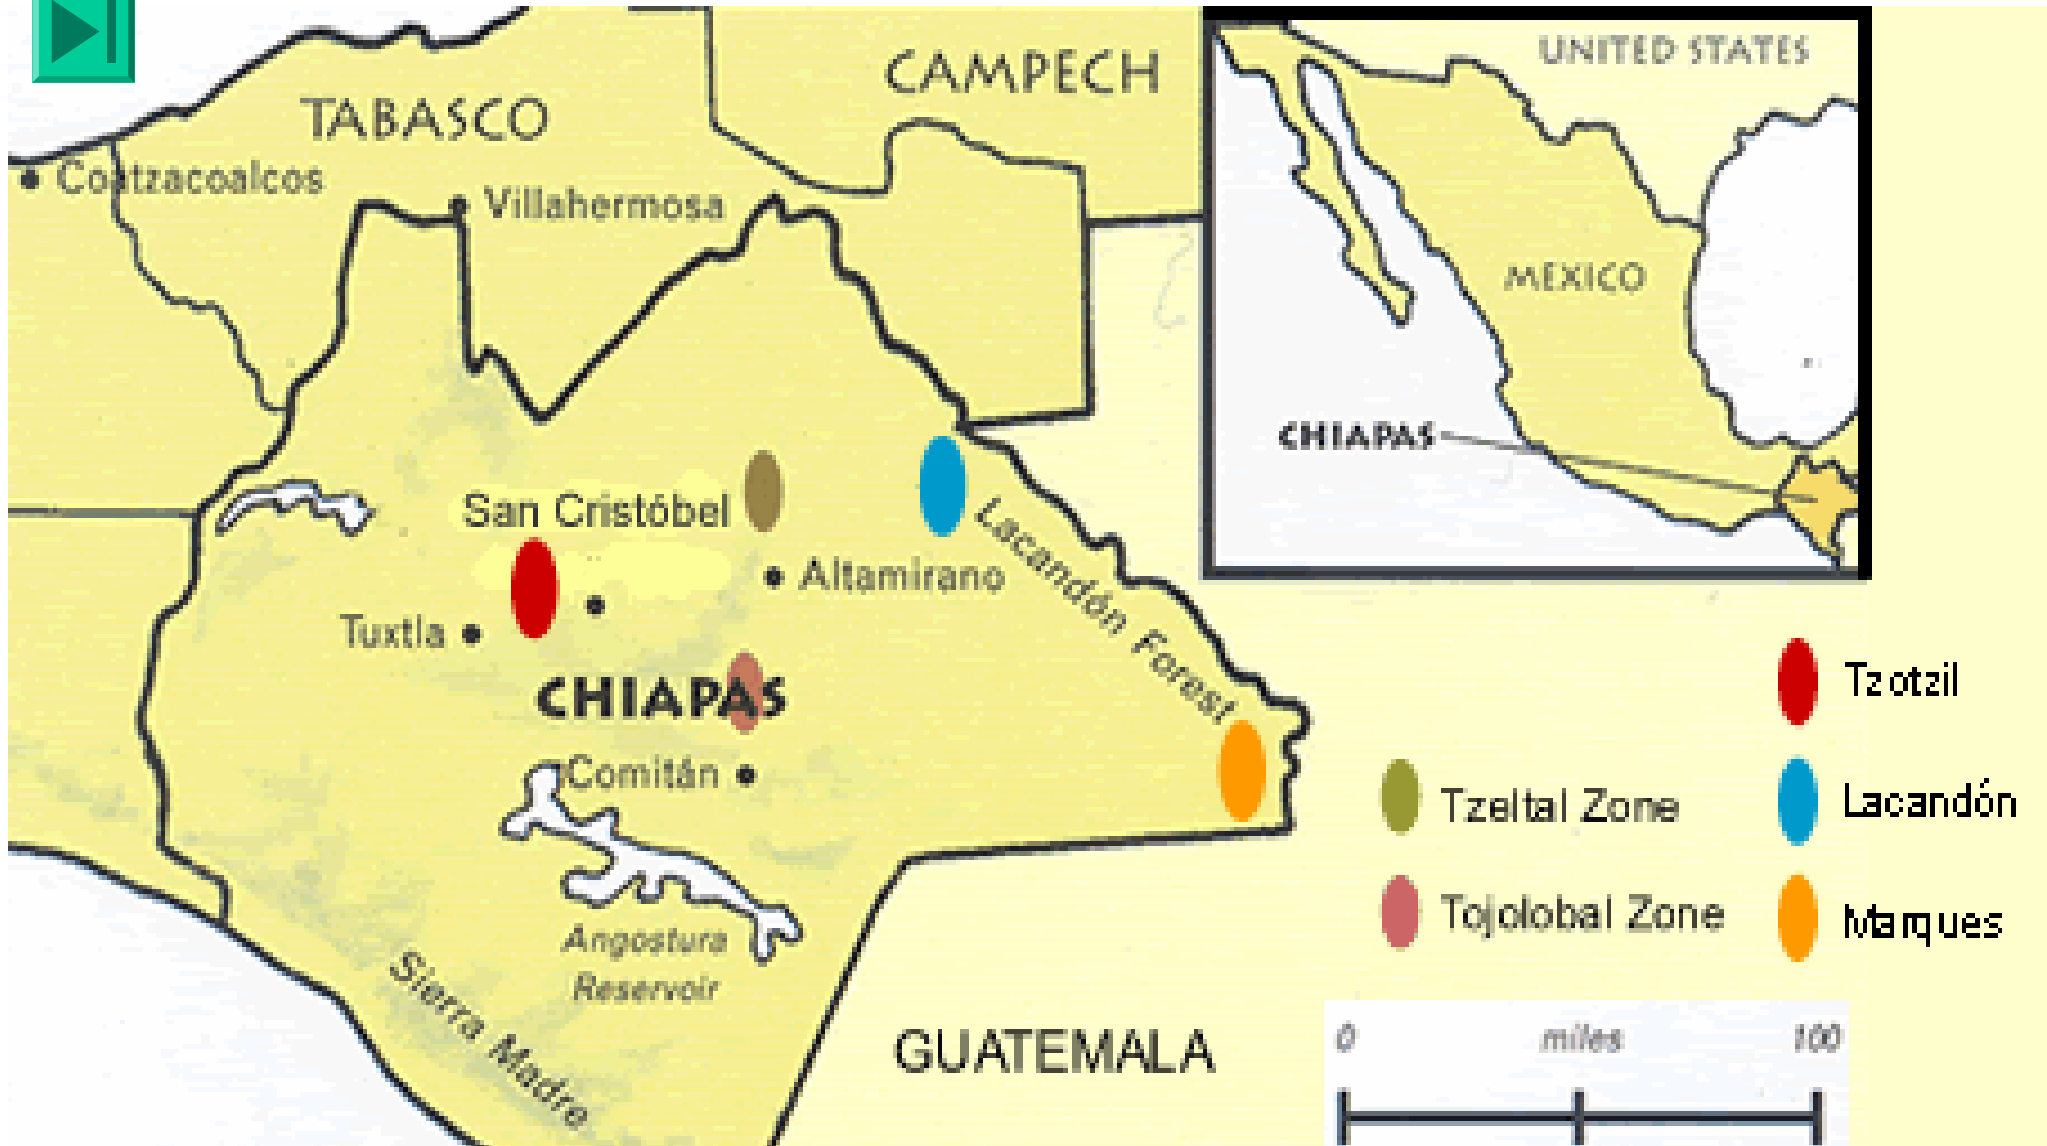 UNITED STATES
CAMPECH
TABASCO
Coatzacoalcos
Villahermosa
MEXICO
CHIAPAS
San Cristóbel
Lacandón Forest
Altamirano
Tuxtla
CHIAPAS
Comitán
Tzotzil
Tzeltal Zone
Lacandón
Tojolobal Zone
Marques
Angostura
Reservoir
Sierra Madre
GUATEMALA
0 miles 100